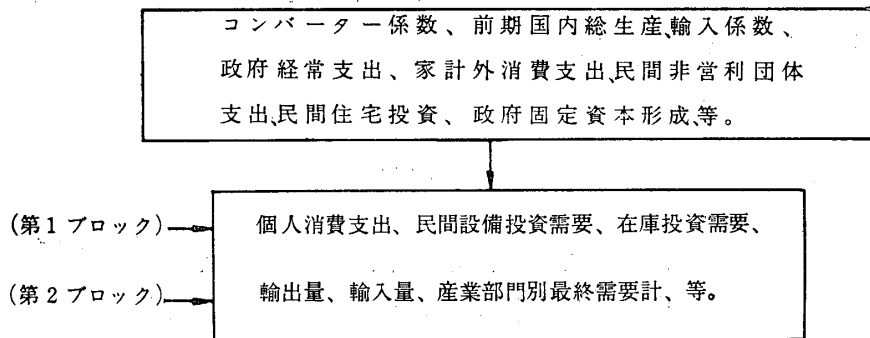 コンバーター係数、前期国内総生産、輸入係数、
政府経常支出、家計外消費支出、民間非営利団体
支出、民間住宅投資、政府固定資本形成、等。
(第1ブロック)
個人消費支出、民間設備投資需要、在庫投資需要、
(第2ブロック)
輸出量、輸入量、産業部門別最終需要計、等。